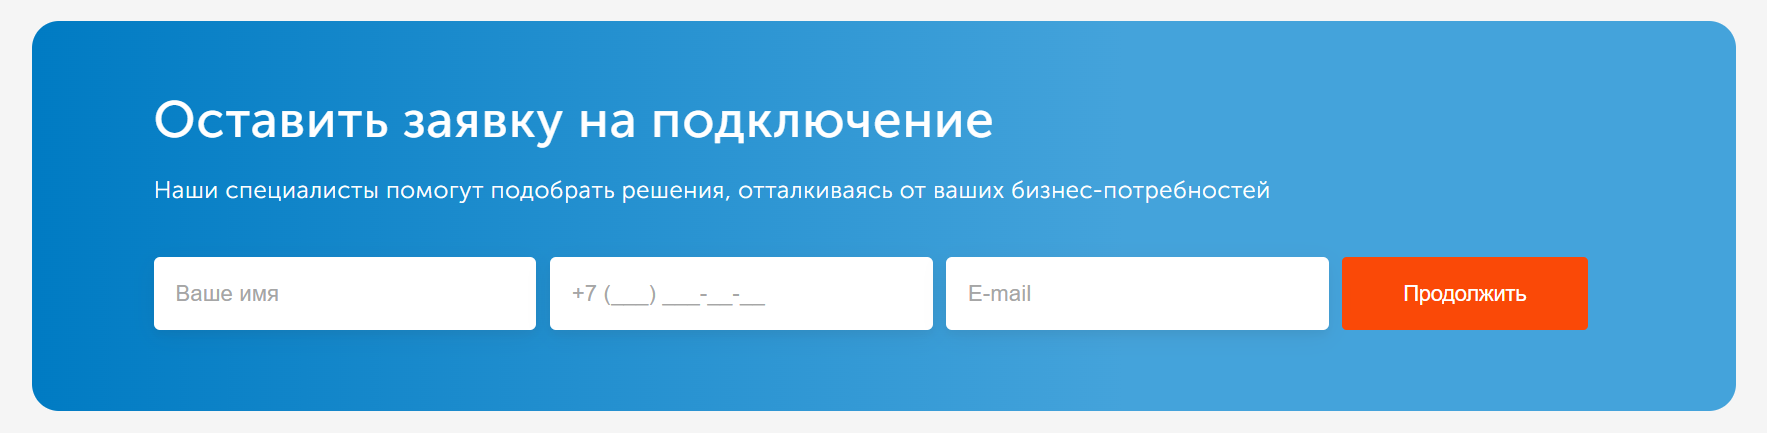 Оставить заявку на подключение
Наши специалисты помогут подобрать решения, отталкиваясь от ваших бизнес-потребностей
Ваше имя
+7 (___) ___-__-__
E-mail
Продолжить